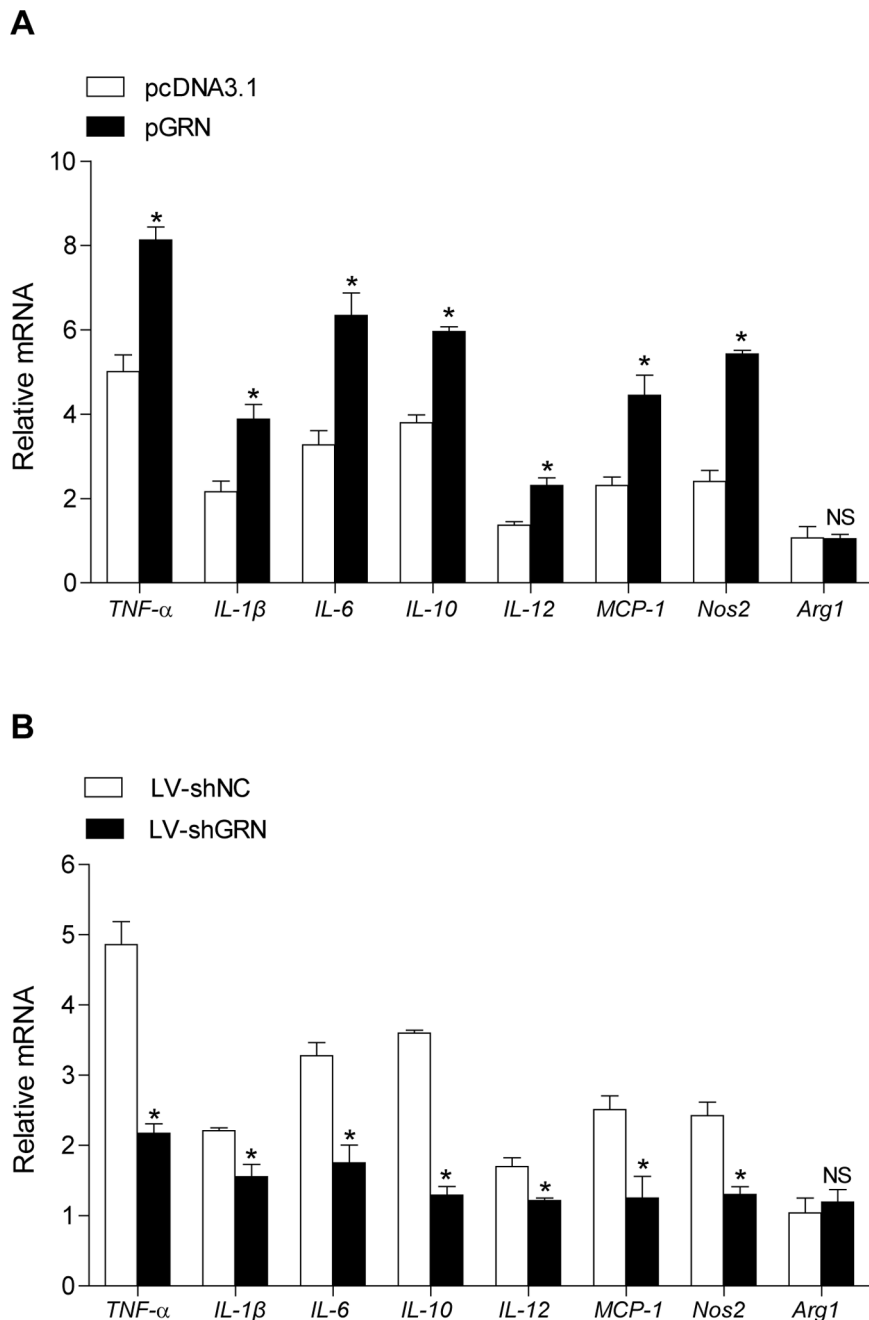 A
pcDNA3.1
pGRN
10
8
6
4
2
0
Relative mRNA
* * * * * * * NS
TNF-α IL-1β IL-6 IL-10 IL-12 MCP-1 Nos2 Arg1
B
LV-shNC
LV-shGRN
6
5
4
3
2
1
0
Relative mRNA
* * * * * * * NS
TNF-α IL-1β IL-6 IL-10 IL-12 MCP-1 Nos2 Arg1